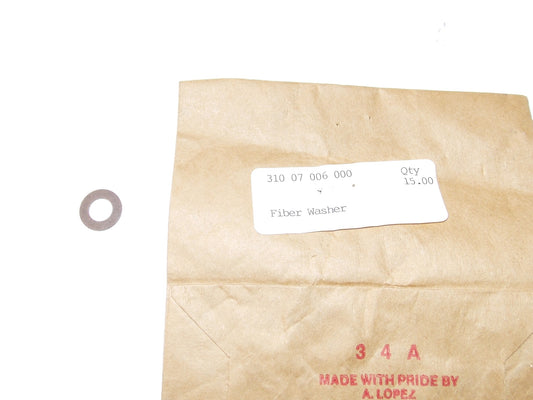 310 07 006 000 Qty
15.00
Fiber Washer
3 4 A
MADE WITH PRIDE BY
A. LOPEZ